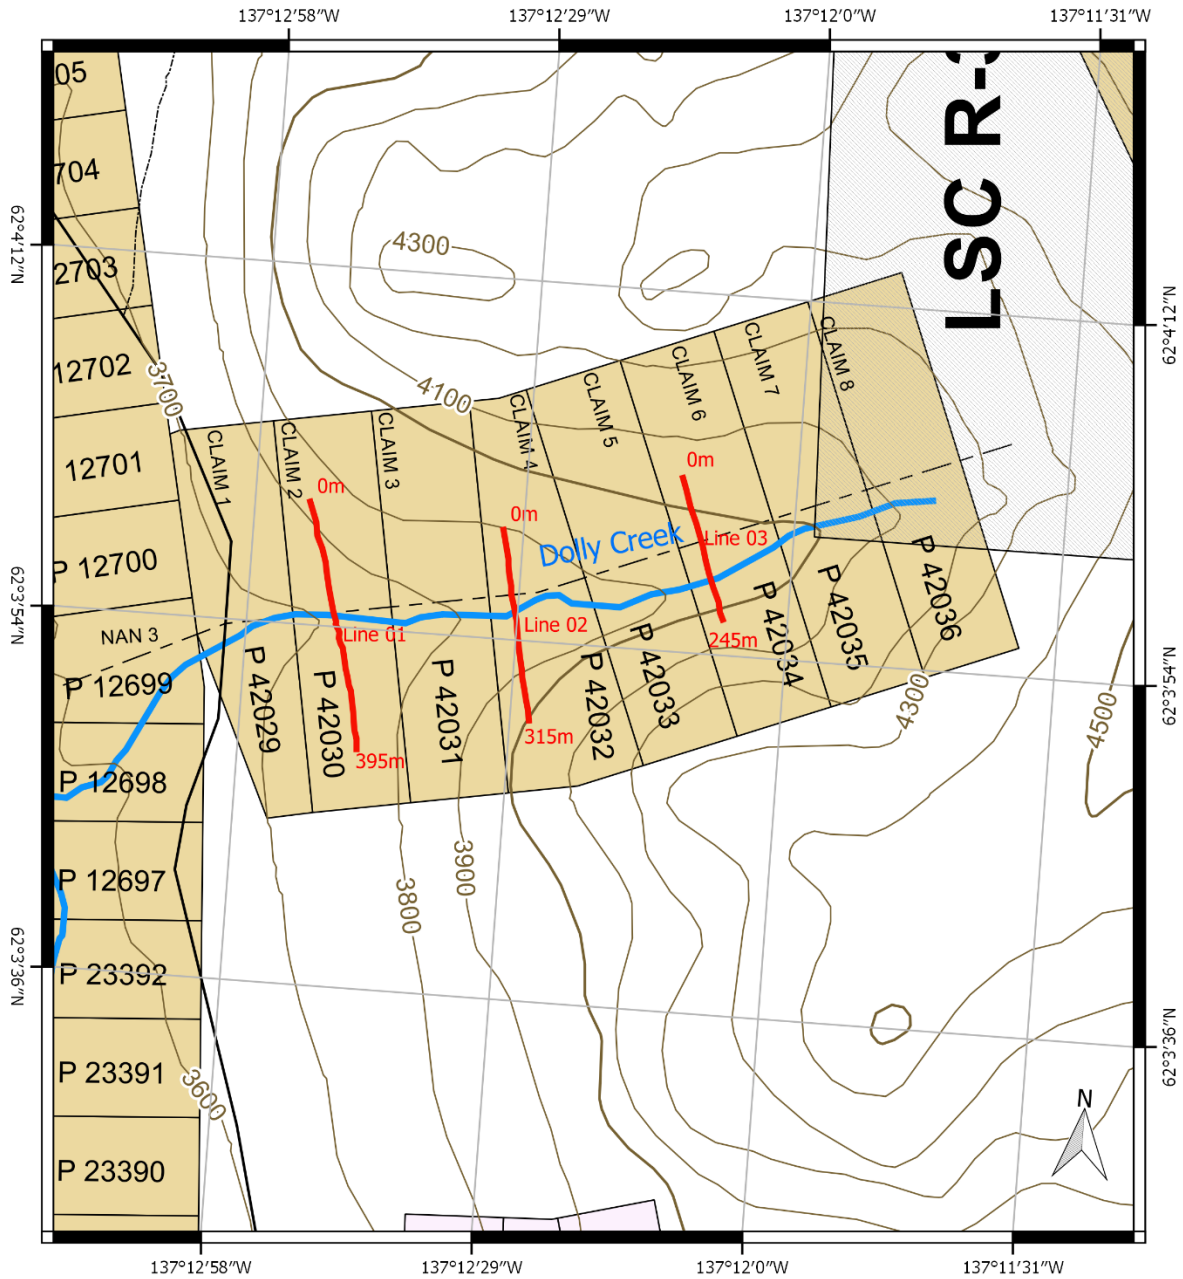 137°12′58″W
137°12′29″W
137°12′0″W
137°11′31″W
05
704
2703
12702
12701
P 12700
NAN 3
P 12699
P 12698
P 12697
P 23392
P 23391
P 23390
62°4′12″N
62°3′54″N
62°3′36″N
LSC R-
4300
4100
3700
CLAIM 1
CLAIM 2
CLAIM 3
CLAIM 4
CLAIM 5
CLAIM 6
CLAIM 7
CLAIM 8
0m
0m
0m
Dolly Creek
Line 01
Line 02
Line 03
395m
315m
245m
P 42029
P 42030
P 42031
P 42032
P 42033
P 42034
P 42035
P 42036
4300
4500
3900
3800
3600
N
62°4′12″N
62°3′54″N
62°3′36″N
137°12′58″W
137°12′29″W
137°12′0″W
137°11′31″W